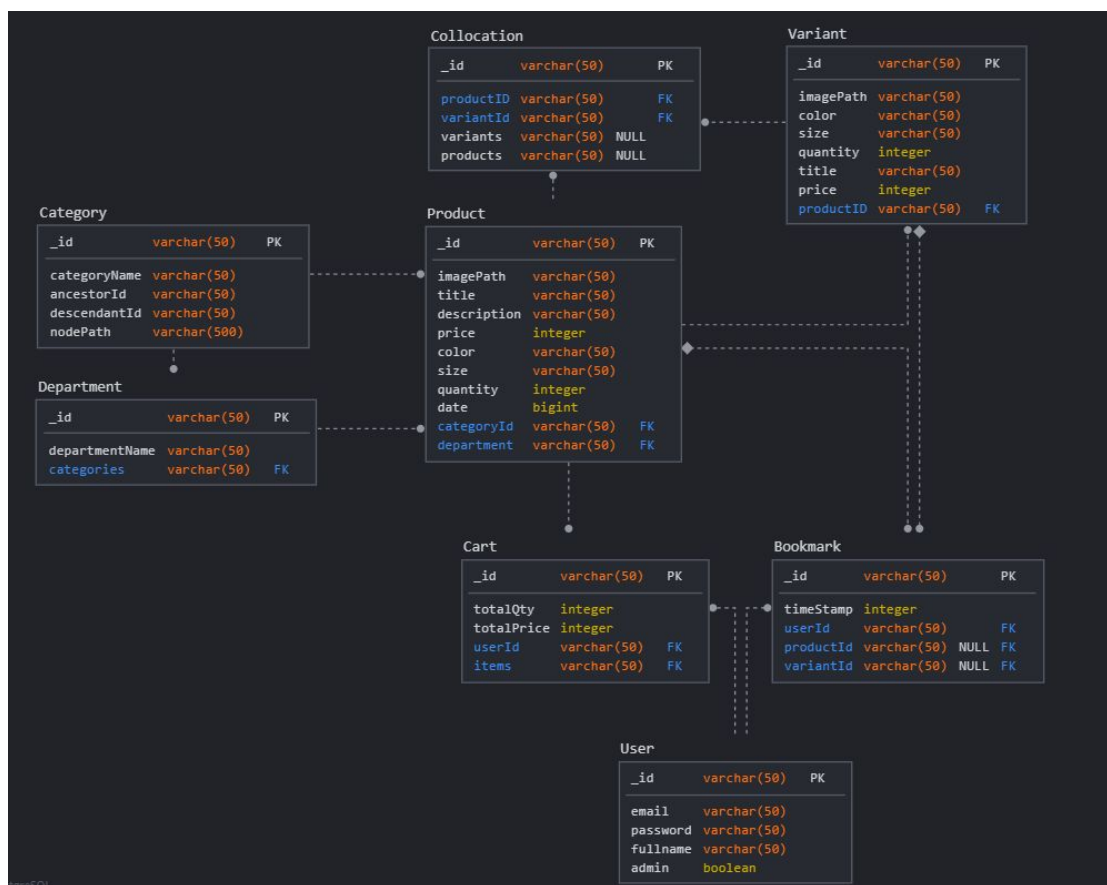 Collocation
_id varchar(50) PK
productID varchar(50) FK
variantId varchar(50) FK
variants varchar(50) NULL
products varchar(50) NULL
Variant
_id varchar(50) PK
imagePath varchar(50)
color varchar(50)
size varchar(50)
quantity integer
title varchar(50)
price integer
productID varchar(50) FK
Category
_id varchar(50) PK
categoryName varchar(50)
ancestorId varchar(50)
descendantId varchar(50)
nodePath varchar(500)
Product
_id varchar(50) PK
imagePath varchar(50)
title varchar(50)
description varchar(50)
price integer
color varchar(50)
size varchar(50)
quantity integer
date bigint
categoryId varchar(50) FK
department varchar(50) FK
Department
_id varchar(50) PK
departmentName varchar(50)
categories varchar(50) FK
Cart
_id varchar(50) PK
totalQty integer
totalPrice integer
userId varchar(50) FK
items varchar(50) FK
Bookmark
_id varchar(50) PK
timeStamp integer
userId varchar(50) FK
productId varchar(50) NULL FK
variantId varchar(50) NULL FK
User
_id varchar(50) PK
email varchar(50)
password varchar(50)
fullname varchar(50)
admin boolean